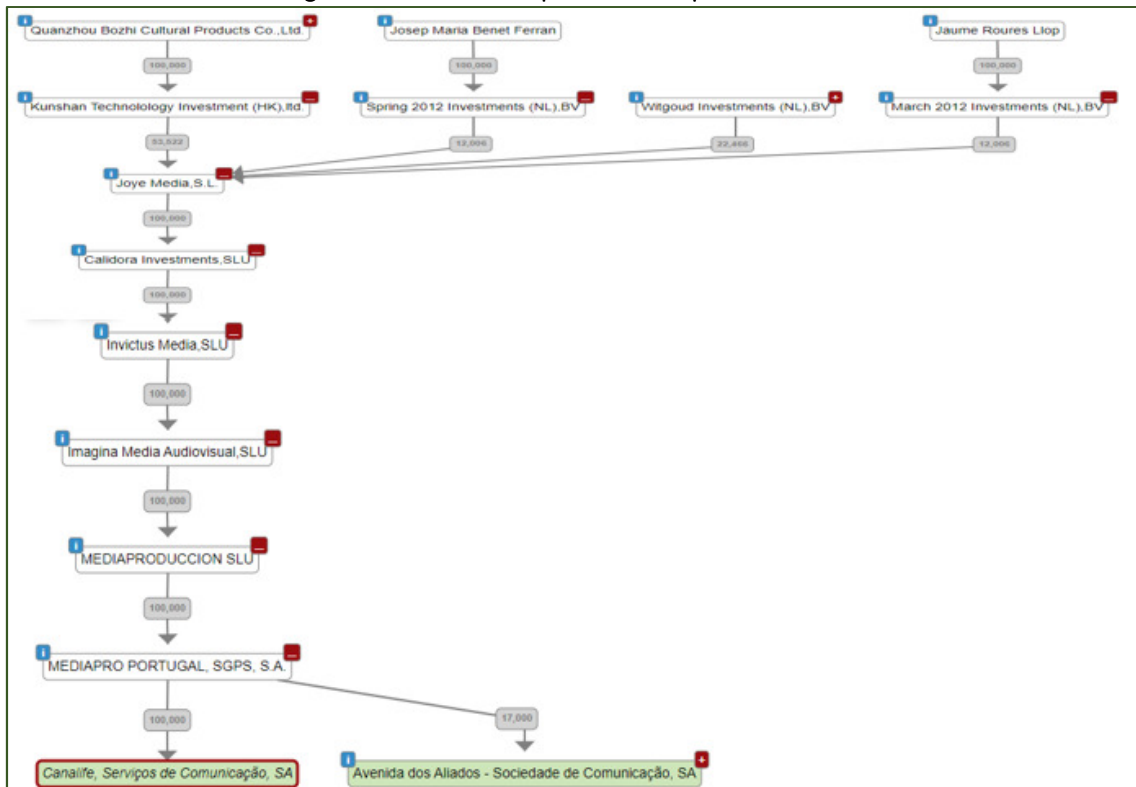 Quanzhou Bozhi Cultural Products Co.,Ltd.
Josep Maria Benet Ferran
Jaume Roures Llop
100,000
100,000
100,000
Kunshan Technolology Investment (HK),ltd.
Spring 2012 Investments (NL),BV
Witgoud Investments (NL),BV
March 2012 Investments (NL),BV
53,522
12,006
22,466
12,006
Joye Media,S.L.
100,000
Calidora Investments,SLU
100,000
Invictus Media,SLU
100,000
Imagina Media Audiovisual,SLU
100,000
MEDIAPRODUCCION SLU
100,000
MEDIAPRO PORTUGAL, SGPS, S.A.
100,000
17,000
Canalife, Serviços de Comunicação, SA
Avenida dos Aliados - Sociedade de Comunicação, SA